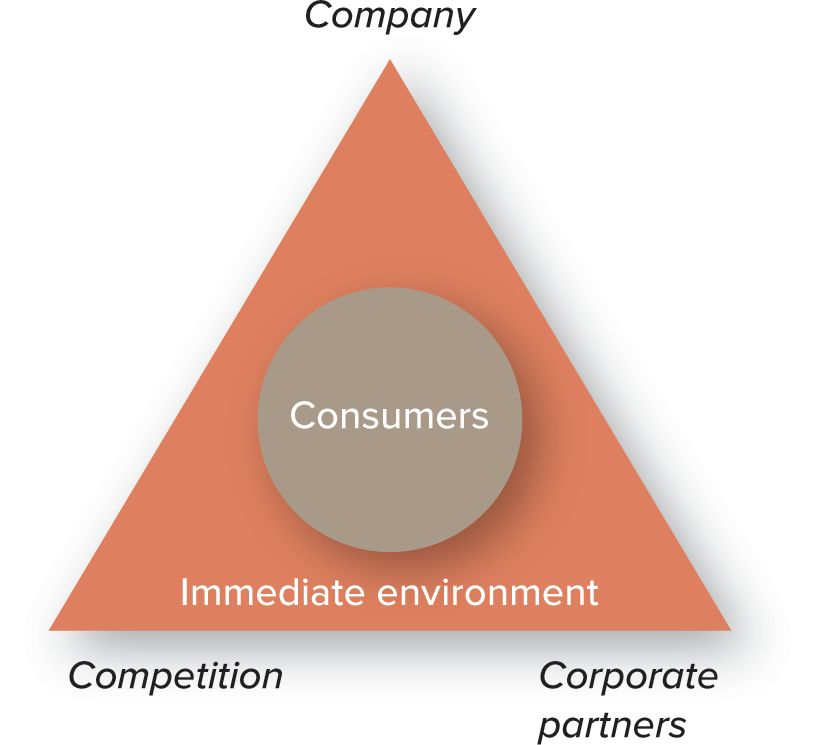 Company
Consumers
Immediate environment
Competition
Corporate
partners